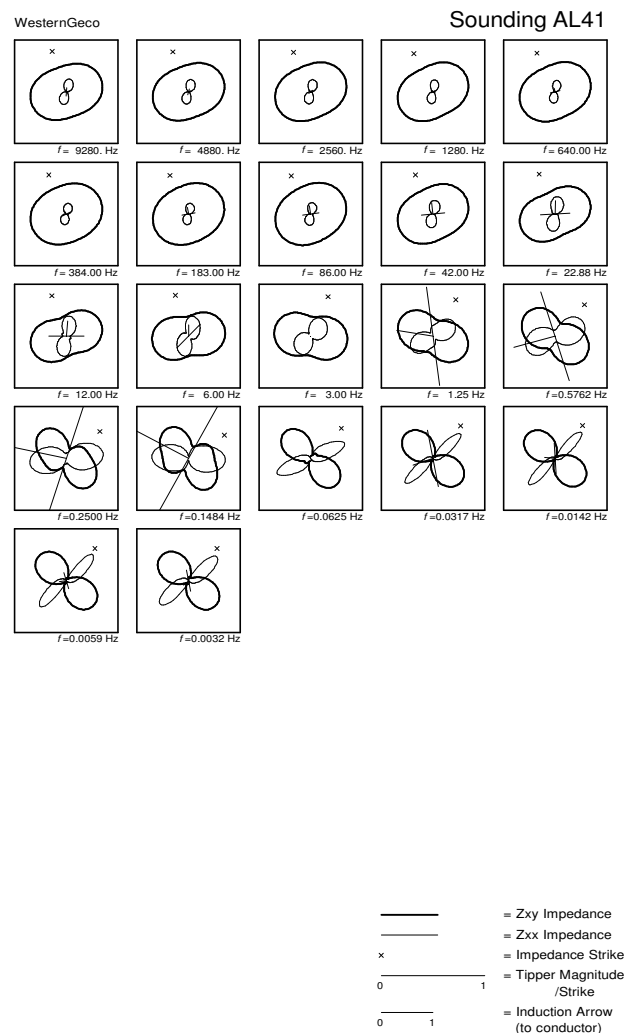 WesternGeco
Sounding AL41
f = 9280. Hz
f = 4880. Hz
f = 2560. Hz
f = 1280. Hz
f = 640.00 Hz
f = 384.00 Hz
f = 183.00 Hz
f = 86.00 Hz
f = 42.00 Hz
f = 22.88 Hz
f = 12.00 Hz
f = 6.00 Hz
f = 3.00 Hz
f = 1.25 Hz
f =0.5762 Hz
f =0.2500 Hz
f =0.1484 Hz
f =0.0625 Hz
f =0.0317 Hz
f =0.0142 Hz
f =0.0059 Hz
f =0.0032 Hz
= Zxy Impedance
= Zxx Impedance
× = Impedance Strike
= Tipper Magnitude
0 1
/Strike
= Induction Arrow
0 1
(to conductor)